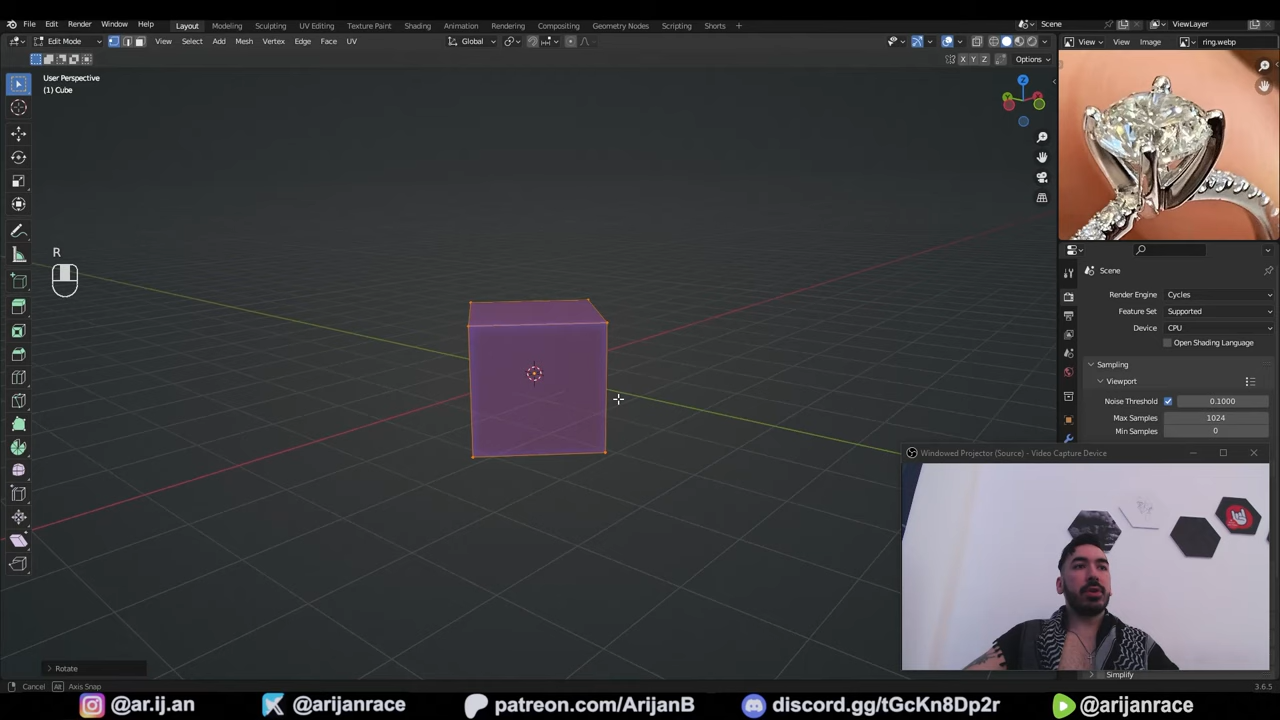 File Edit Render Window Help Layout Modeling Sculpting UV Editing Texture Paint Shading Animation Rendering Compositing Geometry Nodes Scripting Shorts + Scene ViewLayer
Edit Mode View Select Add Mesh Vertex Edge Face UV Global View View Image ring.webp
X Y Z Options
User Perspective
(1) Cube
Z
R
Scene
Render Engine Cycles
Feature Set Supported
Device CPU
Open Shading Language
Sampling
Viewport
Noise Threshold 0.1000
Max Samples 1024
Min Samples 0
Windowed Projector (Source) - Video Capture Device
Simplify
Rotate
Cancel Alt Axis Snap 3.6.5
@ar.ij.an @arijanrace patreon.com/ArijanB discord.gg/tGcKn8Dp2r @arijanrace